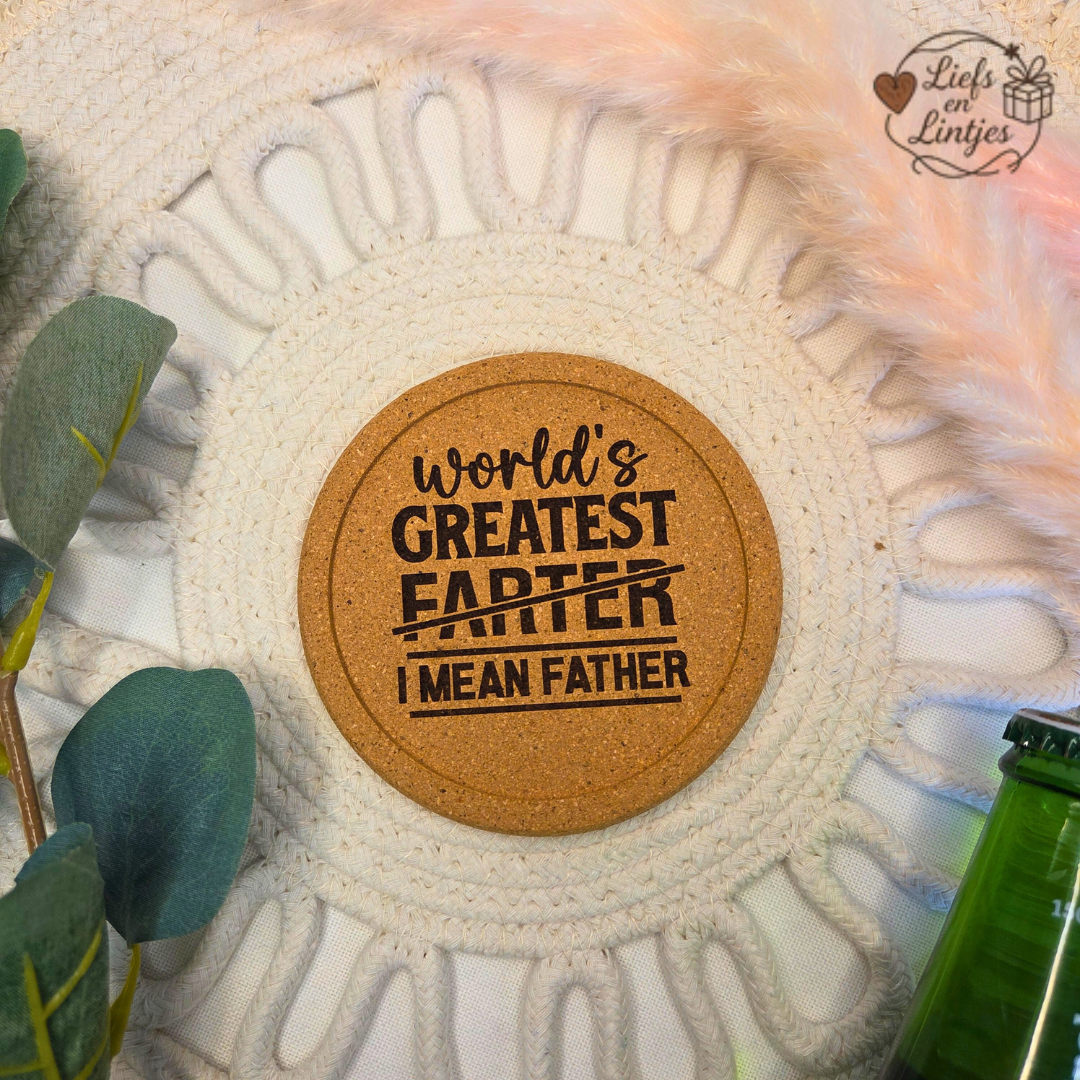 Liefs
en
Lintjes
world's
GREATEST
FARTER
I MEAN FATHER